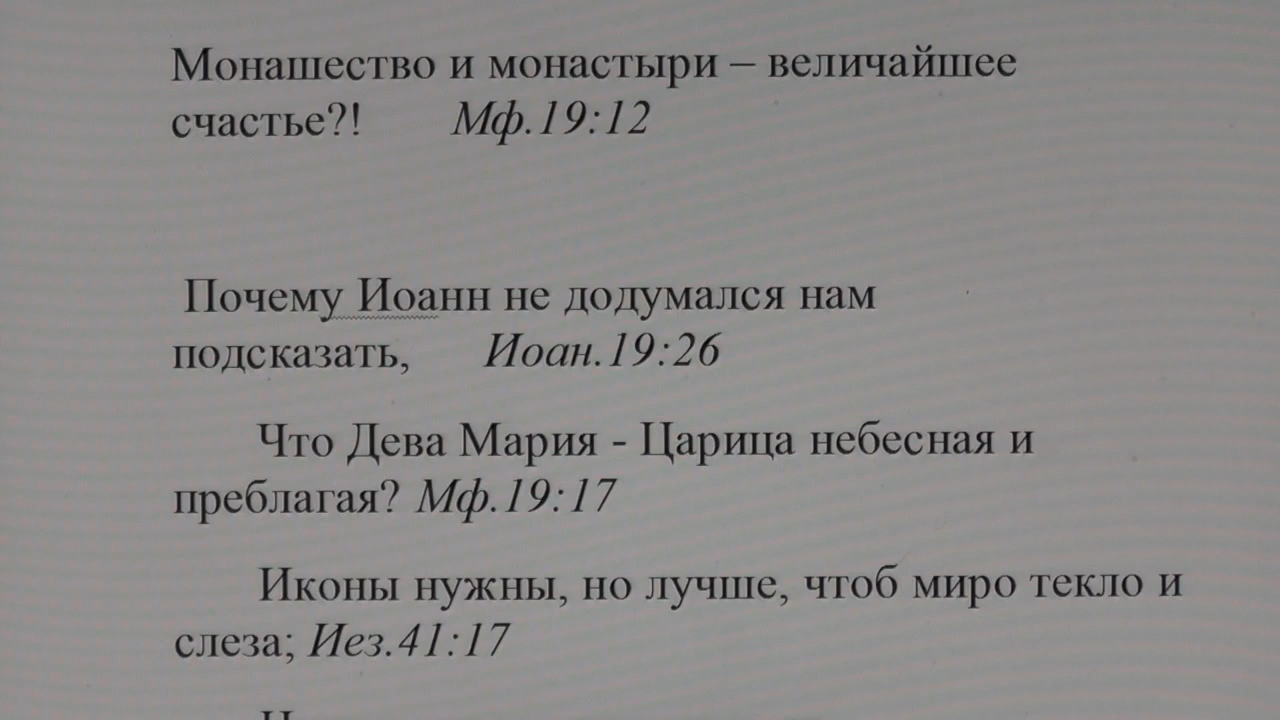 Монашество и монастыри – величайшее
счастье?! Мф.19:12
Почему Иоанн не додумался нам
подсказать, Иоан.19:26
Что Дева Мария - Царица небесная и
преблагая? Мф.19:17
Иконы нужны, но лучше, чтоб миро текло и
слеза; Иез.41:17